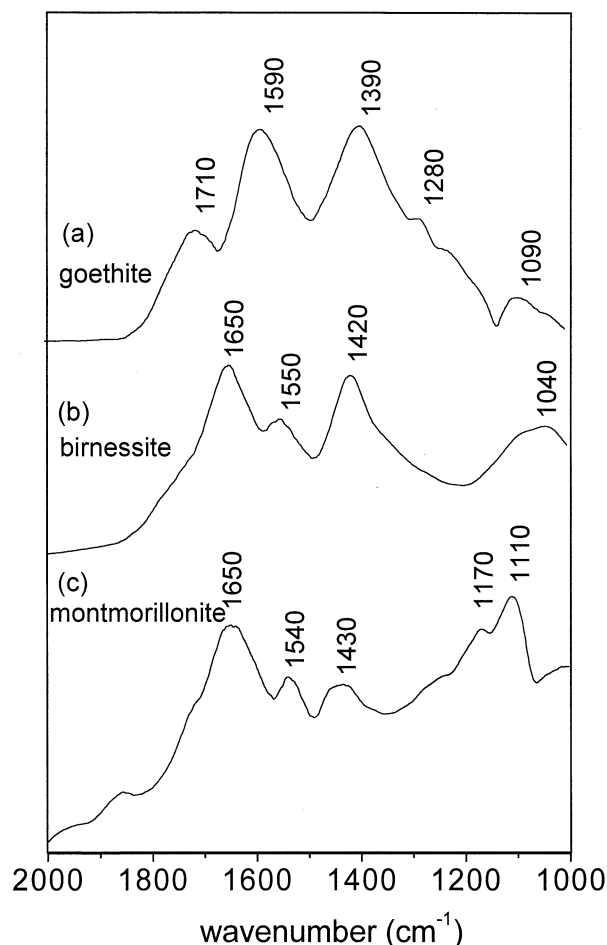 1710
1590
1390
1280
1090
(a)
goethite
1650
1550
1420
1040
(b)
birnessite
1650
1540
1430
1170
1110
(c)
montmorillonite
2000 1800 1600 1400 1200 1000
wavenumber (cm⁻¹)